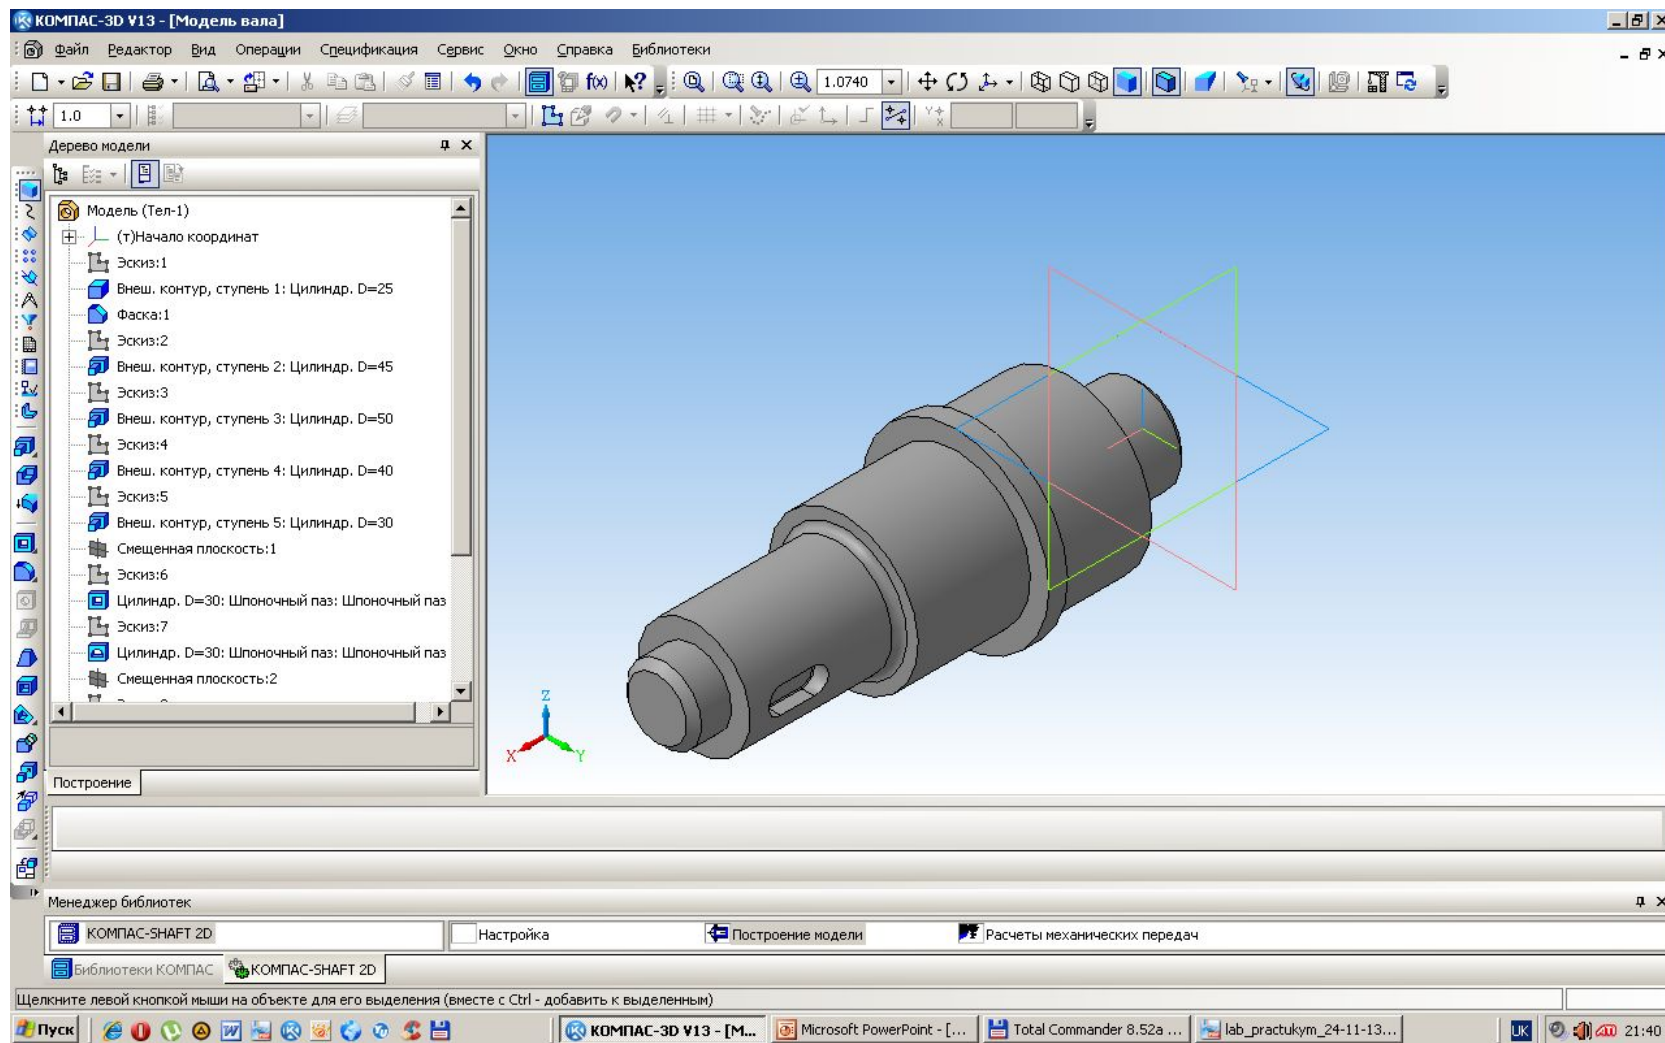 КОМПАС-3D V13 - [Модель вала]
Файл Редактор Вид Операции Спецификация Сервис Окно Справка Библиотеки
f(x) 1.0740
1.0
Дерево модели
Модель (Тел-1)
(т)Начало координат
Эскиз:1
Внеш. контур, ступень 1: Цилиндр. D=25
Фаска:1
Эскиз:2
Внеш. контур, ступень 2: Цилиндр. D=45
Эскиз:3
Внеш. контур, ступень 3: Цилиндр. D=50
Эскиз:4
Внеш. контур, ступень 4: Цилиндр. D=40
Эскиз:5
Внеш. контур, ступень 5: Цилиндр. D=30
Смещенная плоскость:1
Эскиз:6
Цилиндр. D=30: Шпоночный паз: Шпоночный паз
Эскиз:7
Цилиндр. D=30: Шпоночный паз: Шпоночный паз
Смещенная плоскость:2
Z
X Y
Построение
Менеджер библиотек
КОМПАС-SHAFT 2D Настройка Построение модели Расчеты механических передач
Библиотеки КОМПАС КОМПАС-SHAFT 2D
Щелкните левой кнопкой мыши на объекте для его выделения (вместе с Ctrl - добавить к выделенным)
Пуск КОМПАС-3D V13 - [М... Microsoft PowerPoint - [... Total Commander 8.52a ... lab_practukym_24-11-13... UK 21:40